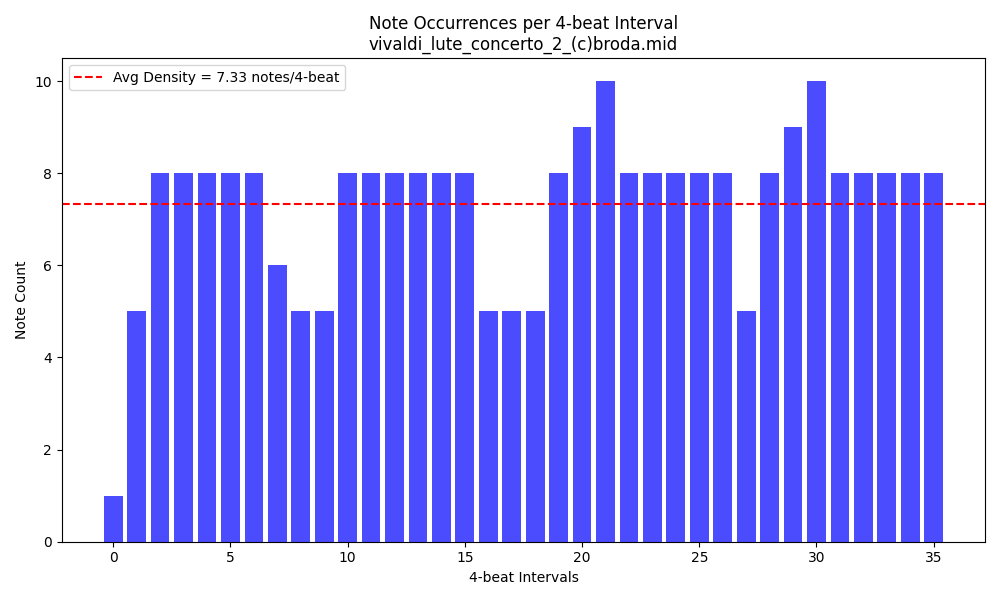 Note Occurrences per 4-beat Interval
vivaldi_lute_concerto_2_(c)broda.mid
Avg Density = 7.33 notes/4-beat
10
8
6
4
2
0
Note Count
0 5 10 15 20 25 30 35
4-beat Intervals